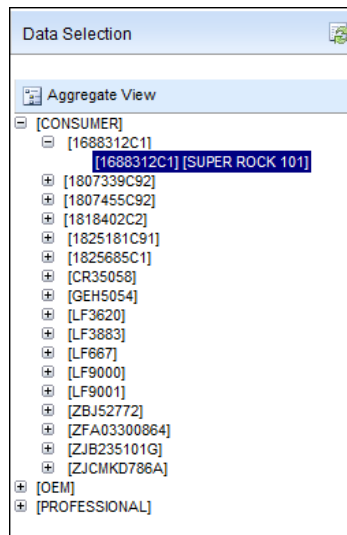 Data Selection
Aggregate View
[CONSUMER]
[1688312C1]
[1688312C1] [SUPER ROCK 101]
[1807339C92]
[1807455C92]
[1818402C2]
[1825181C91]
[1825685C1]
[CR35058]
[GEH5054]
[LF3620]
[LF3883]
[LF667]
[LF9000]
[LF9001]
[ZBJ52772]
[ZFA03300864]
[ZJB235101G]
[ZJCMKD786A]
[OEM]
[PROFESSIONAL]